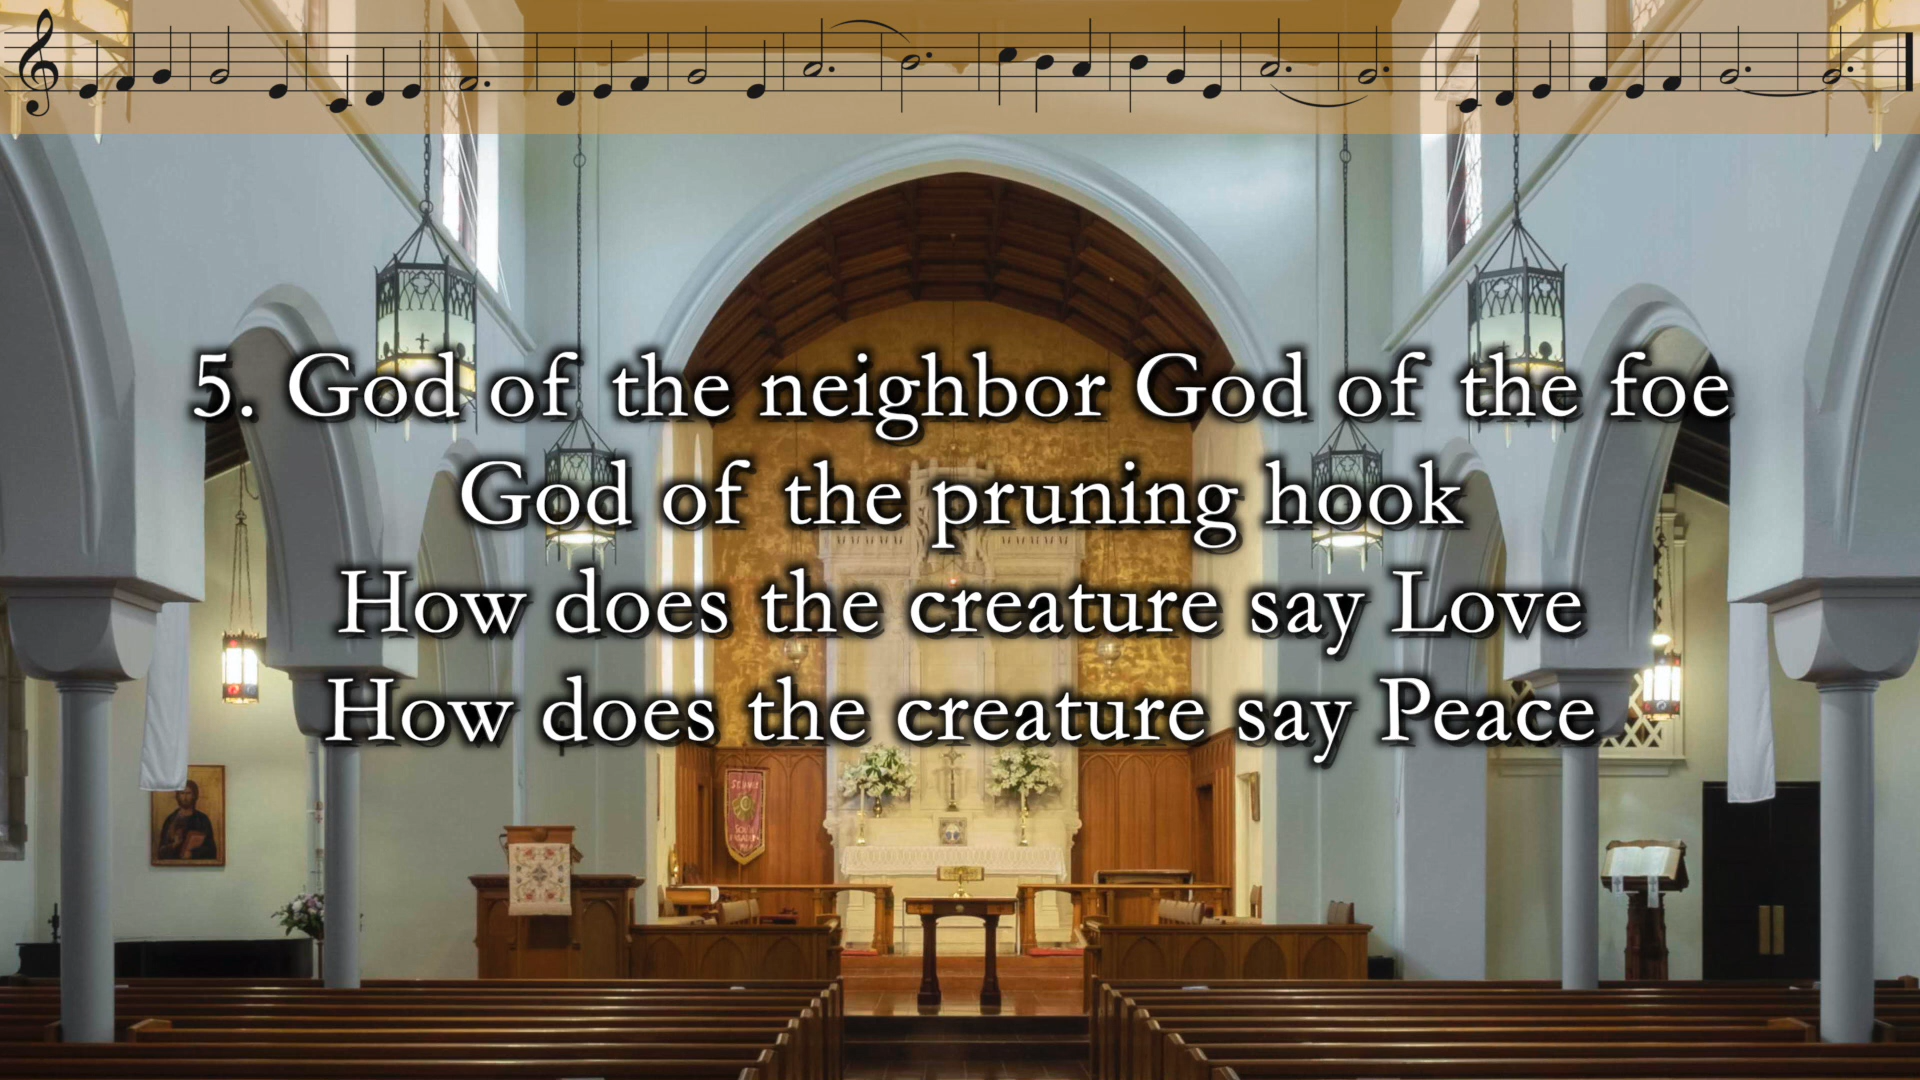 5. God of the neighbor God of the foe
God of the pruning hook
How does the creature say Love
How does the creature say Peace